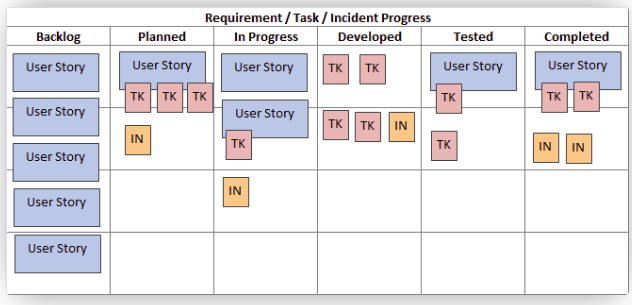 Requirement / Task / Incident Progress
Backlog Planned In Progress Developed Tested Completed
User Story User Story User Story TK TK User Story User Story
TK TK TK TK TK TK
User Story User Story TK TK IN
IN TK TK IN IN
User Story
User Story IN
User Story